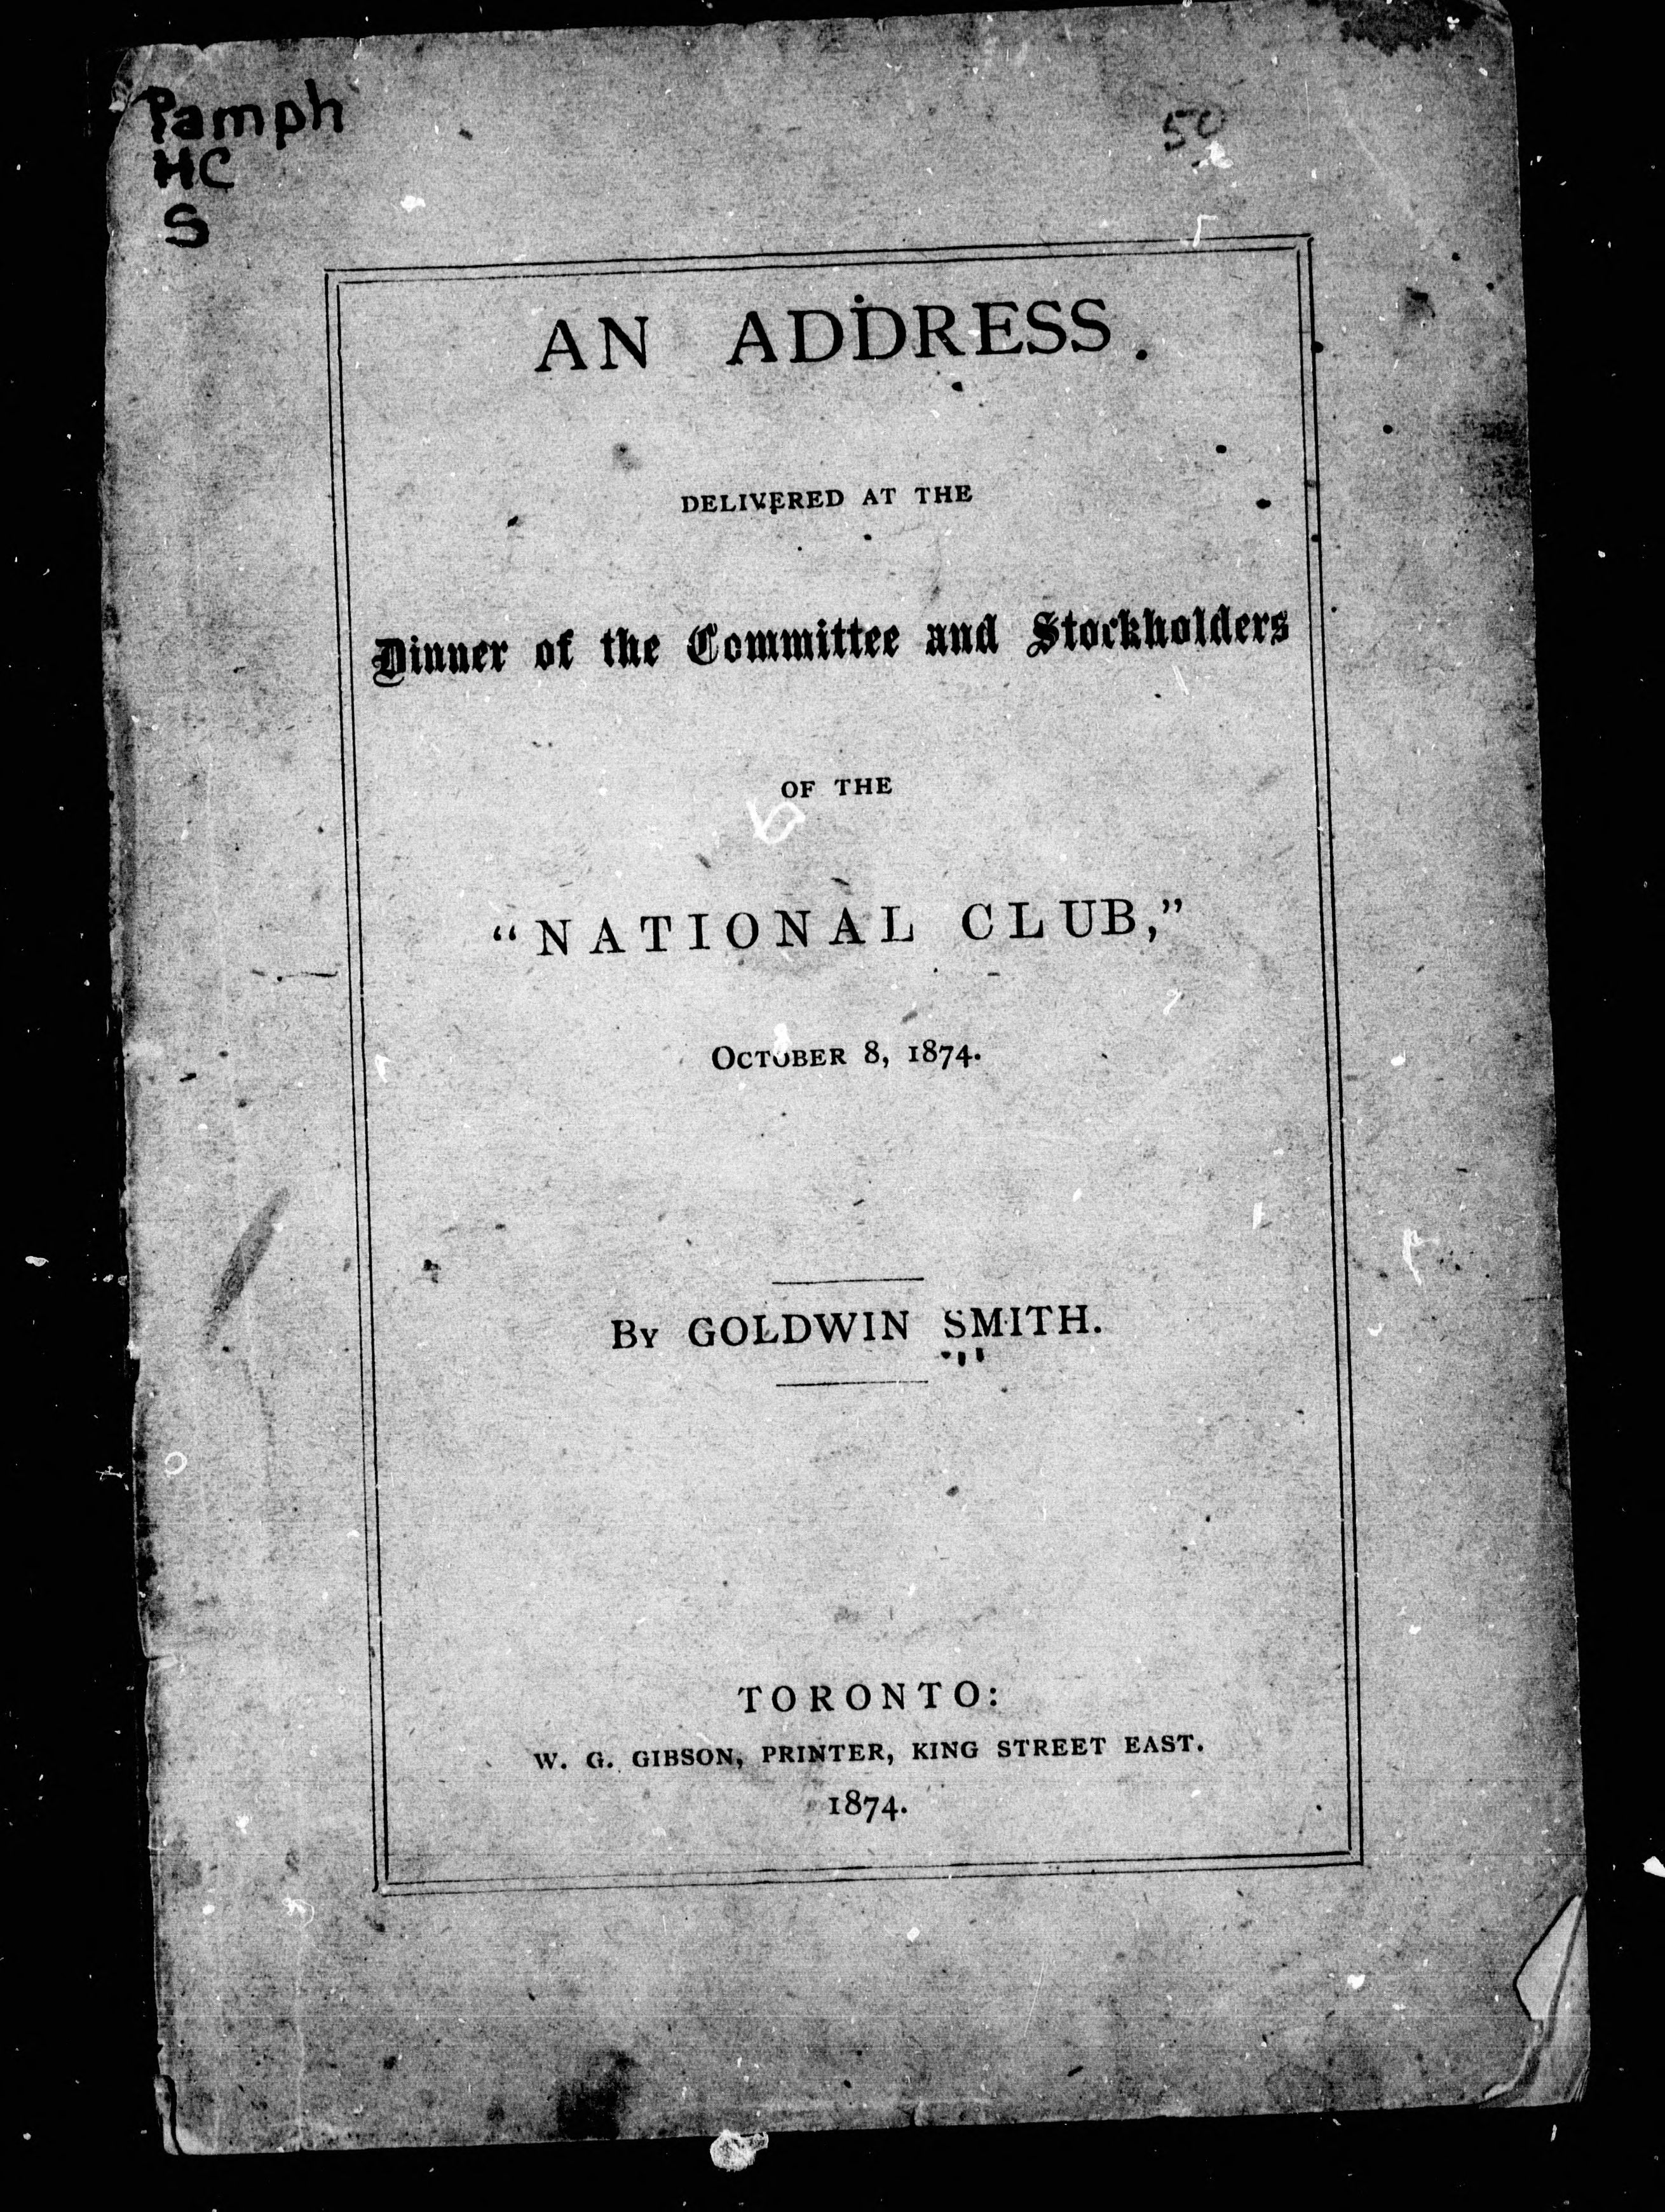 Pamph
HC
S
50
AN ADDRESS
DELIVERED AT THE
Dinner of the Committee and Stockholders
OF THE
"NATIONAL CLUB,"
OCTOBER 8, 1874.
BY GOLDWIN SMITH.
TORONTO:
W. G. GIBSON, PRINTER, KING STREET EAST.
1874.